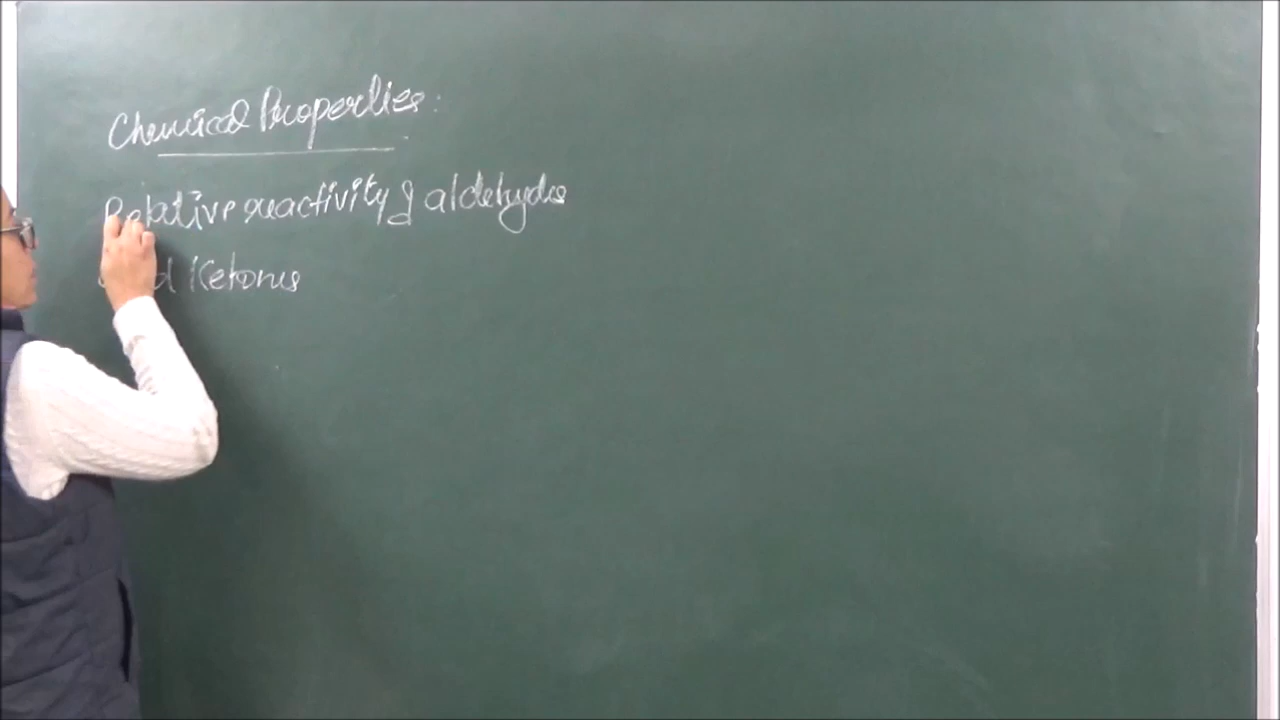 Chemical Properties:
Relative reactivity of aldehydes
and Ketones